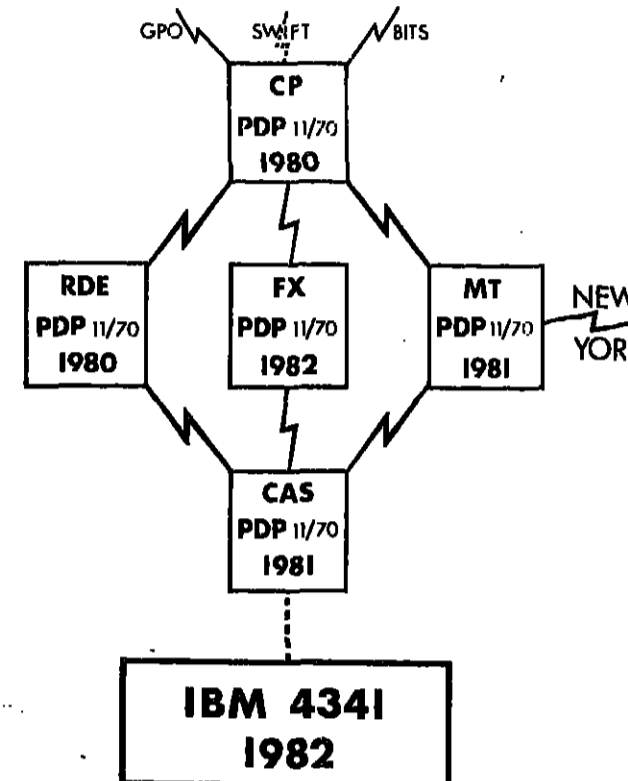 GPO
SWIFT
BITS
CP
PDP 11/70
1980
RDE
PDP 11/70
1980
FX
PDP 11/70
1982
MT
PDP 11/70
1981
NEW
YOR
CAS
PDP 11/70
1981
IBM 4341
1982